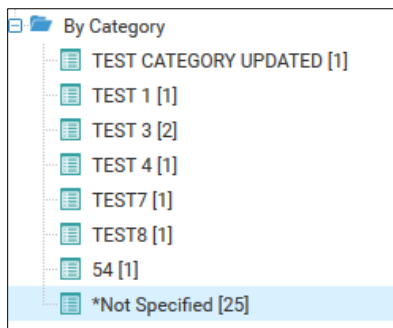 By Category
TEST CATEGORY UPDATED [1]
TEST 1 [1]
TEST 3 [2]
TEST 4 [1]
TEST7 [1]
TEST8 [1]
54 [1]
*Not Specified [25]